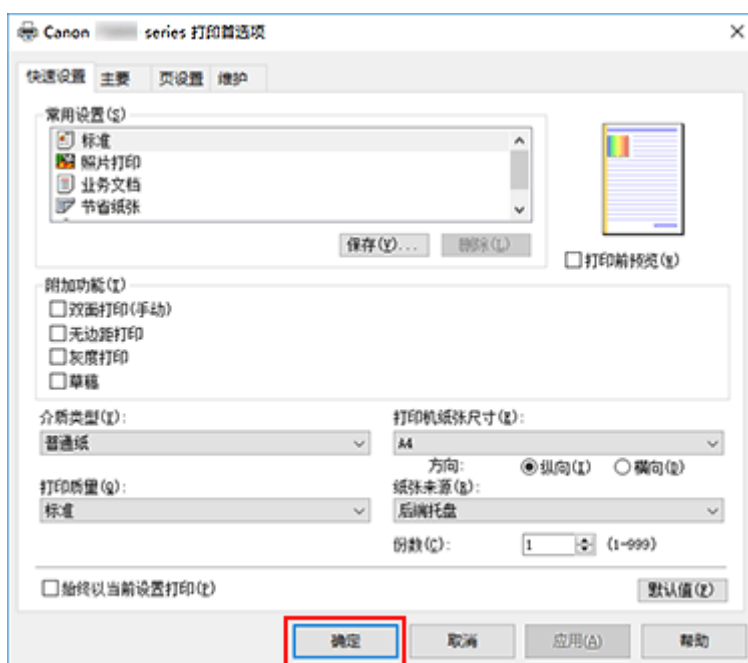 Canon series 打印首选项
快速设置 主要 页设置 维护
常用设置(S)
标准
照片打印
业务文档
节省纸张
保存(V)... 删除(L)
打印前预览(W)
附加功能(I)
双面打印(手动)
无边距打印
灰度打印
草稿
介质类型(Y): 打印机纸张尺寸(X):
普通纸 A4
方向: 纵向(I) 横向(D)
打印质量(Q): 纸张来源(R):
标准 后端托盘
份数(C): 1 (1-999)
始终以当前设置打印(P) 默认值(F)
确定 取消 应用(A) 帮助